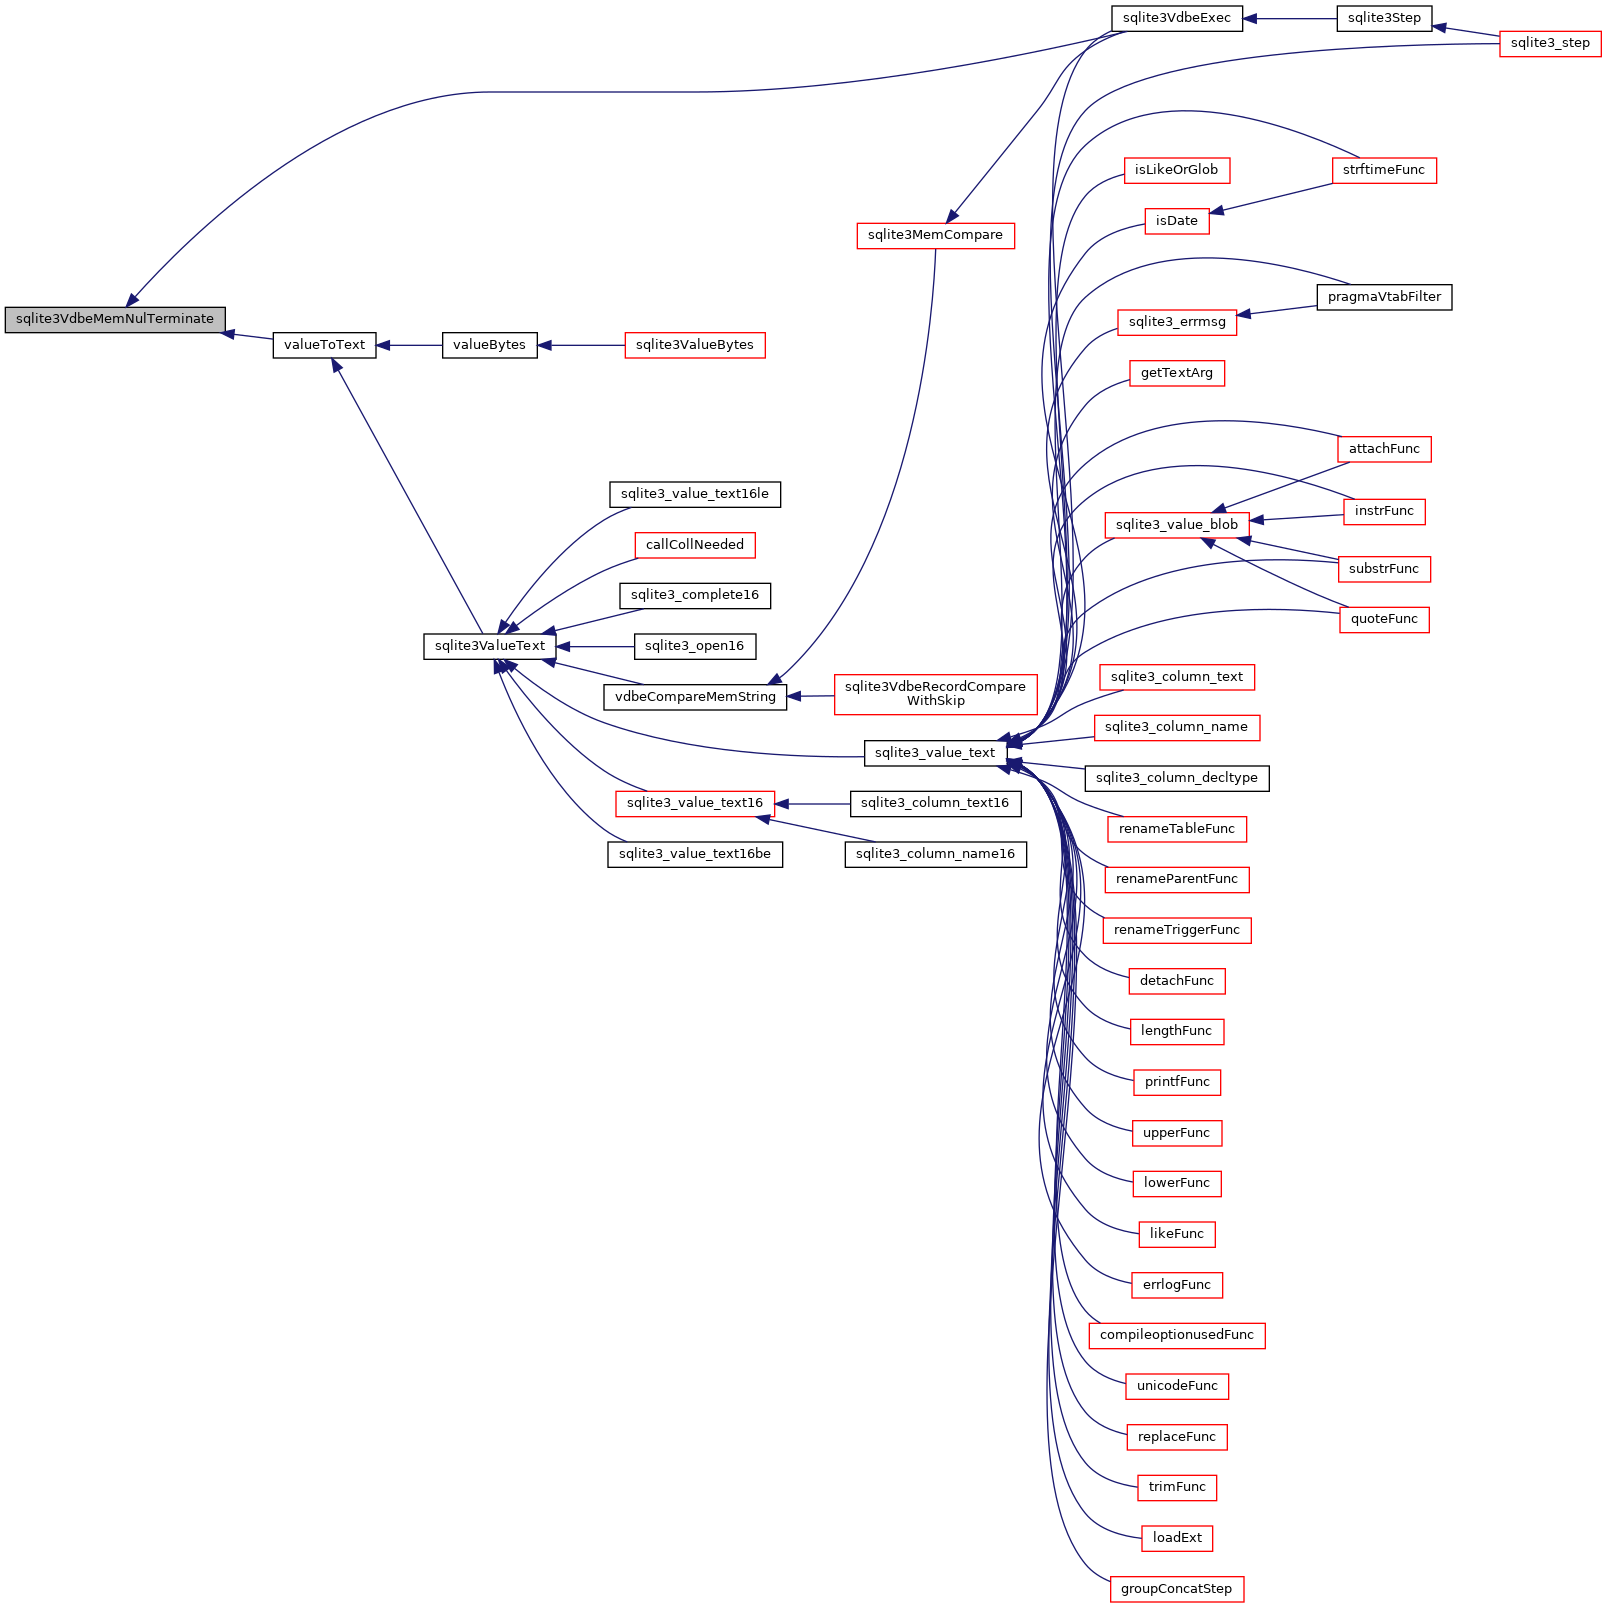 sqlite3VdbeExec
sqlite3Step
sqlite3_step
isLikeOrGlob
strftimeFunc
isDate
sqlite3MemCompare
pragmaVtabFilter
sqlite3VdbeMemNulTerminate
sqlite3_errmsg
valueToText
valueBytes
sqlite3ValueBytes
getTextArg
attachFunc
sqlite3_value_text16le
instrFunc
sqlite3_value_blob
callCollNeeded
substrFunc
sqlite3_complete16
quoteFunc
sqlite3ValueText
sqlite3_open16
sqlite3_column_text
vdbeCompareMemString
sqlite3VdbeRecordCompare
WithSkip
sqlite3_column_name
sqlite3_value_text
sqlite3_column_decltype
sqlite3_value_text16
sqlite3_column_text16
renameTableFunc
sqlite3_value_text16be
sqlite3_column_name16
renameParentFunc
renameTriggerFunc
detachFunc
lengthFunc
printfFunc
upperFunc
lowerFunc
likeFunc
errlogFunc
compileoptionusedFunc
unicodeFunc
replaceFunc
trimFunc
loadExt
groupConcatStep